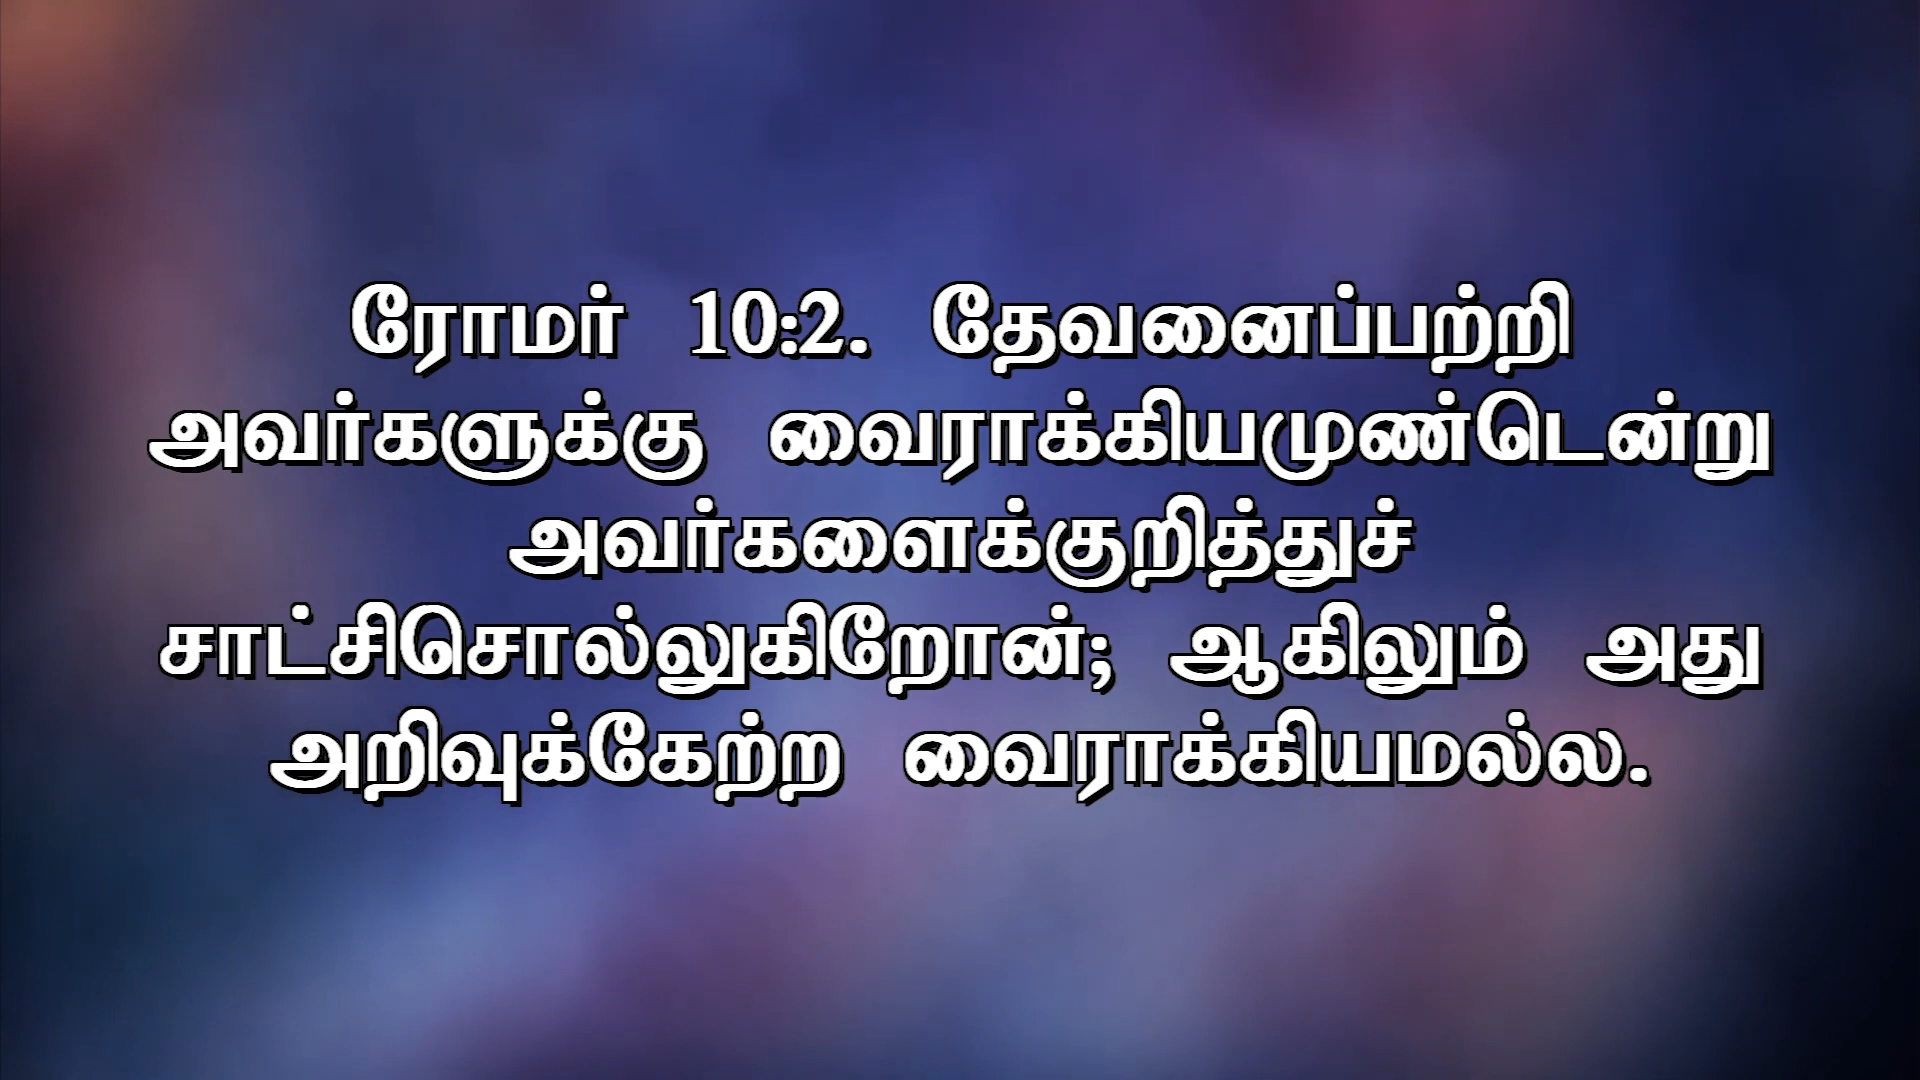 ரோமர் 10:2. தேவனைப்பற்றி
அவர்களுக்கு வைராக்கியமுண்டென்று
அவர்களைக்குறித்துச்
சாட்சிசொல்லுகிறேன்; ஆகிலும் அது
அறிவுக்கேற்ற வைராக்கியமல்ல.